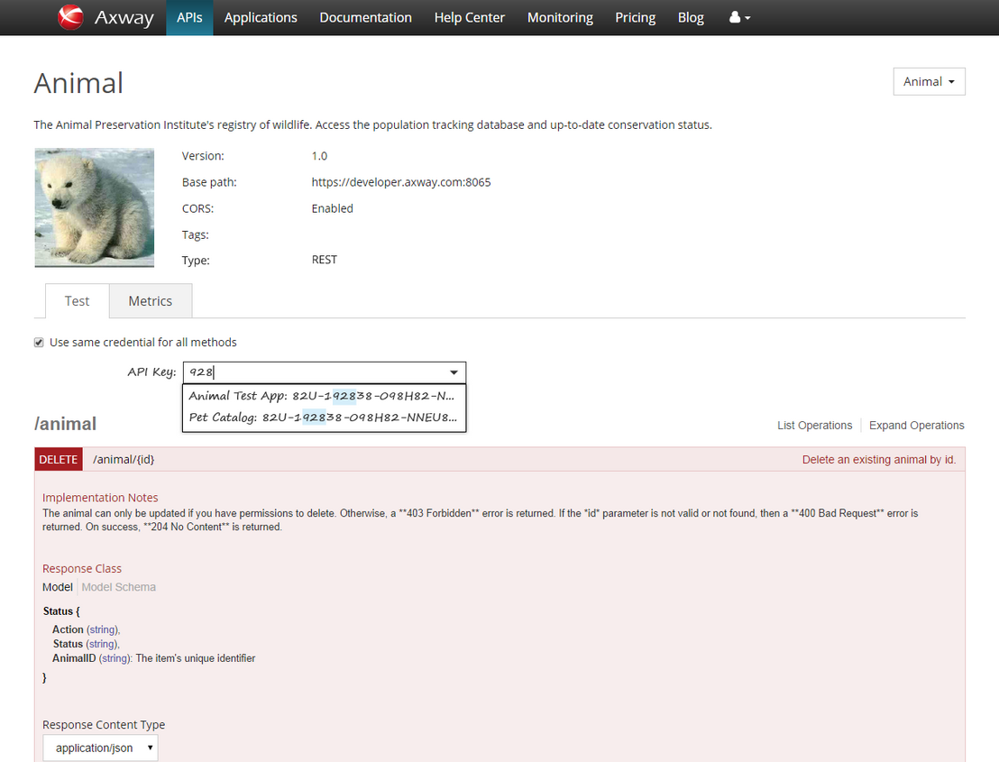 Axway APIs Applications Documentation Help Center Monitoring Pricing Blog
Animal
Animal
The Animal Preservation Institute's registry of wildlife. Access the population tracking database and up-to-date conservation status.
Version: 1.0
Base path: https://developer.axway.com:8065
CORS: Enabled
Tags:
Type: REST
Test Metrics
Use same credential for all methods
API Key: 928
Animal Test App: 82U-192838-O98H82-N...
Pet Catalog: 82U-192838-O98H82-NNEU8...
/animal List Operations Expand Operations
DELETE /animal/{id} Delete an existing animal by id.
Implementation Notes
The animal can only be updated if you have permissions to delete. Otherwise, a **403 Forbidden** error is returned. If the *id* parameter is not valid or not found, then a **400 Bad Request** error is
returned. On success, **204 No Content** is returned.
Response Class
Model Model Schema
Status {
Action (string),
Status (string),
AnimalID (string): The item's unique identifier
}
Response Content Type
application/json